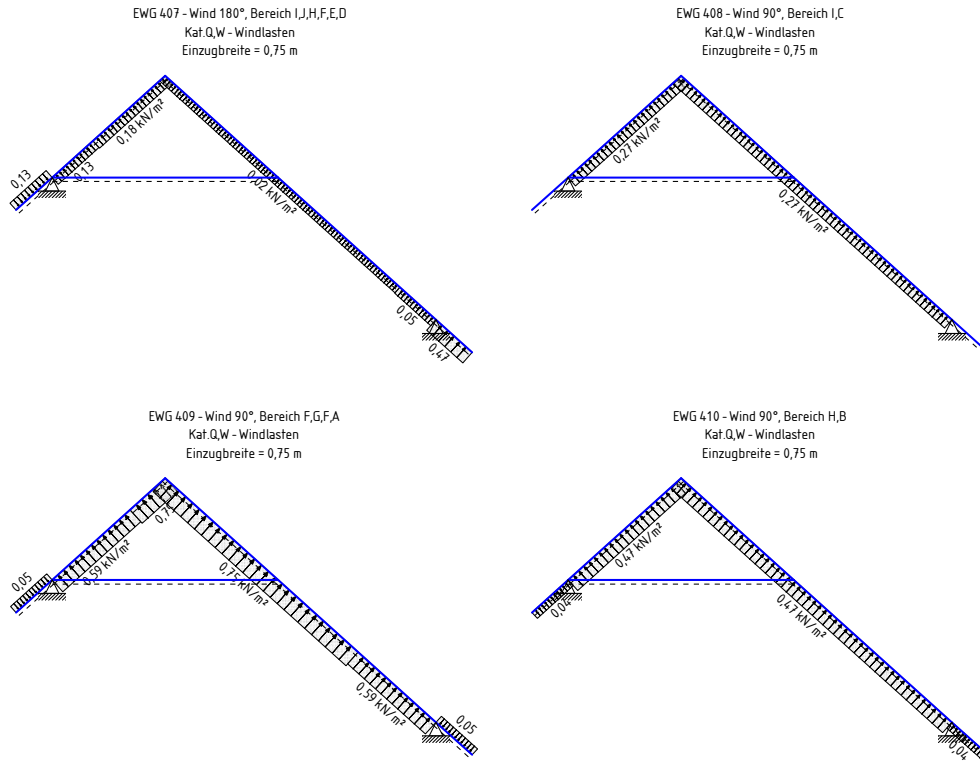 EWG 407 - Wind 180°, Bereich I,J,H,F,E,D
Kat.Q,W - Windlasten
Einzugbreite = 0,75 m
0,18 kN/m²
0,13
0,13
0,02 kN/m²
0,05
0,47
EWG 408 - Wind 90°, Bereich I,C
Kat.Q,W - Windlasten
Einzugbreite = 0,75 m
0,27 kN/m²
0,27 kN/m²
EWG 409 - Wind 90°, Bereich F,G,F,A
Kat.Q,W - Windlasten
Einzugbreite = 0,75 m
0,59 kN/m²
0,05
0,75 kN/m²
0,59 kN/m²
0,05
EWG 410 - Wind 90°, Bereich H,B
Kat.Q,W - Windlasten
Einzugbreite = 0,75 m
0,47 kN/m²
0,04
0,47 kN/m²
0,04